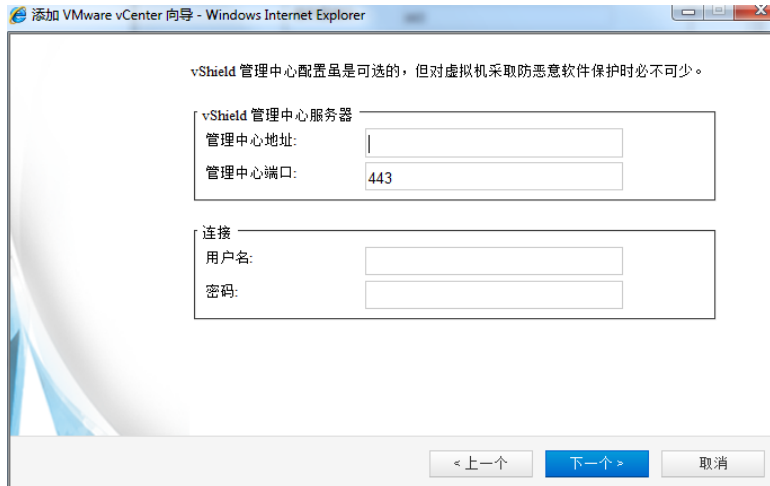 添加 VMware vCenter 向导 - Windows Internet Explorer
vShield 管理中心配置虽是可选的，但对虚拟机采取防恶意软件保护时必不可少。
vShield 管理中心服务器
管理中心地址:
管理中心端口:
443
连接
用户名:
密码:
«上一个
下一个»
取消